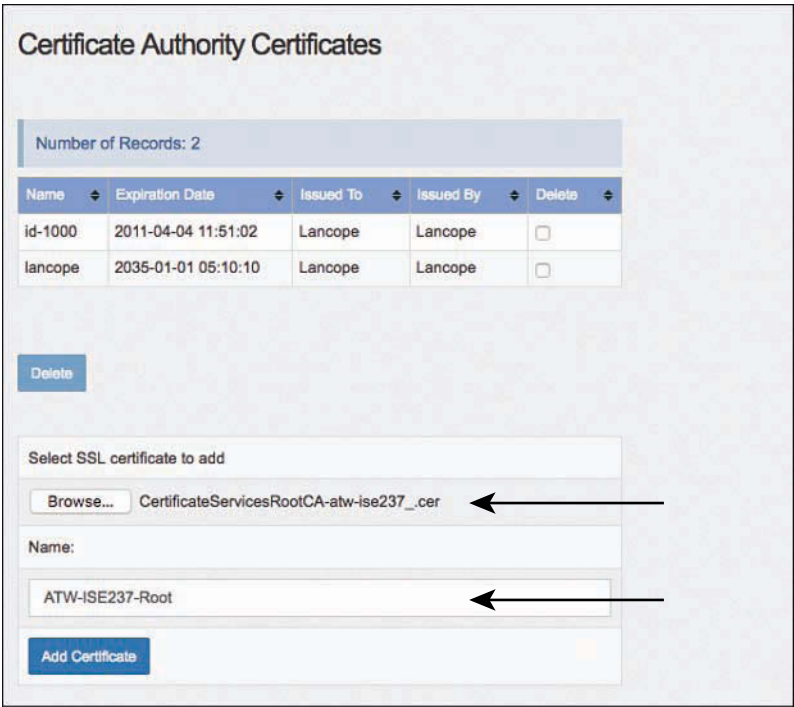 Certificate Authority Certificates
Number of Records: 2
Name Expiration Date Issued To Issued By Delete
id-1000 2011-04-04 11:51:02 Lancope Lancope
lancope 2035-01-01 05:10:10 Lancope Lancope
Delete
Select SSL certificate to add
Browse... CertificateServicesRootCA-atw-ise237_.cer
Name:
ATW-ISE237-Root
Add Certificate